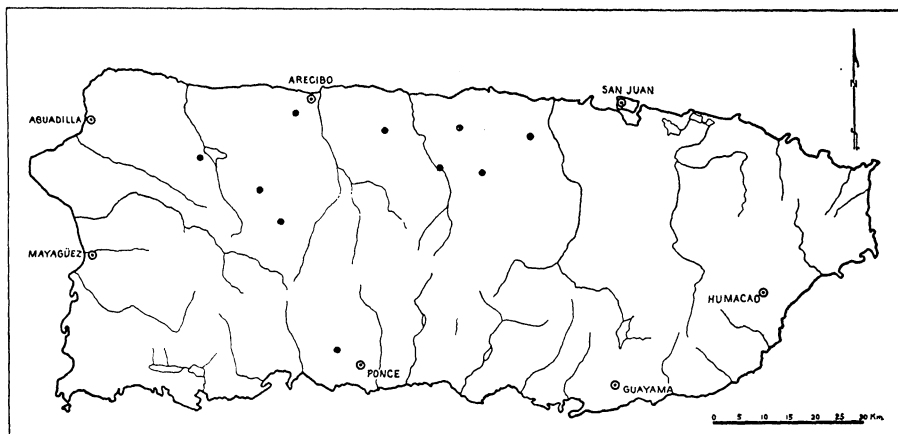 ARECIBO
SAN JUAN
N
AGUADILLA
MAYAGÜEZ
HUMACAO
PONCE
GUAYAMA
0 5 10 15 20 25 30 Km.